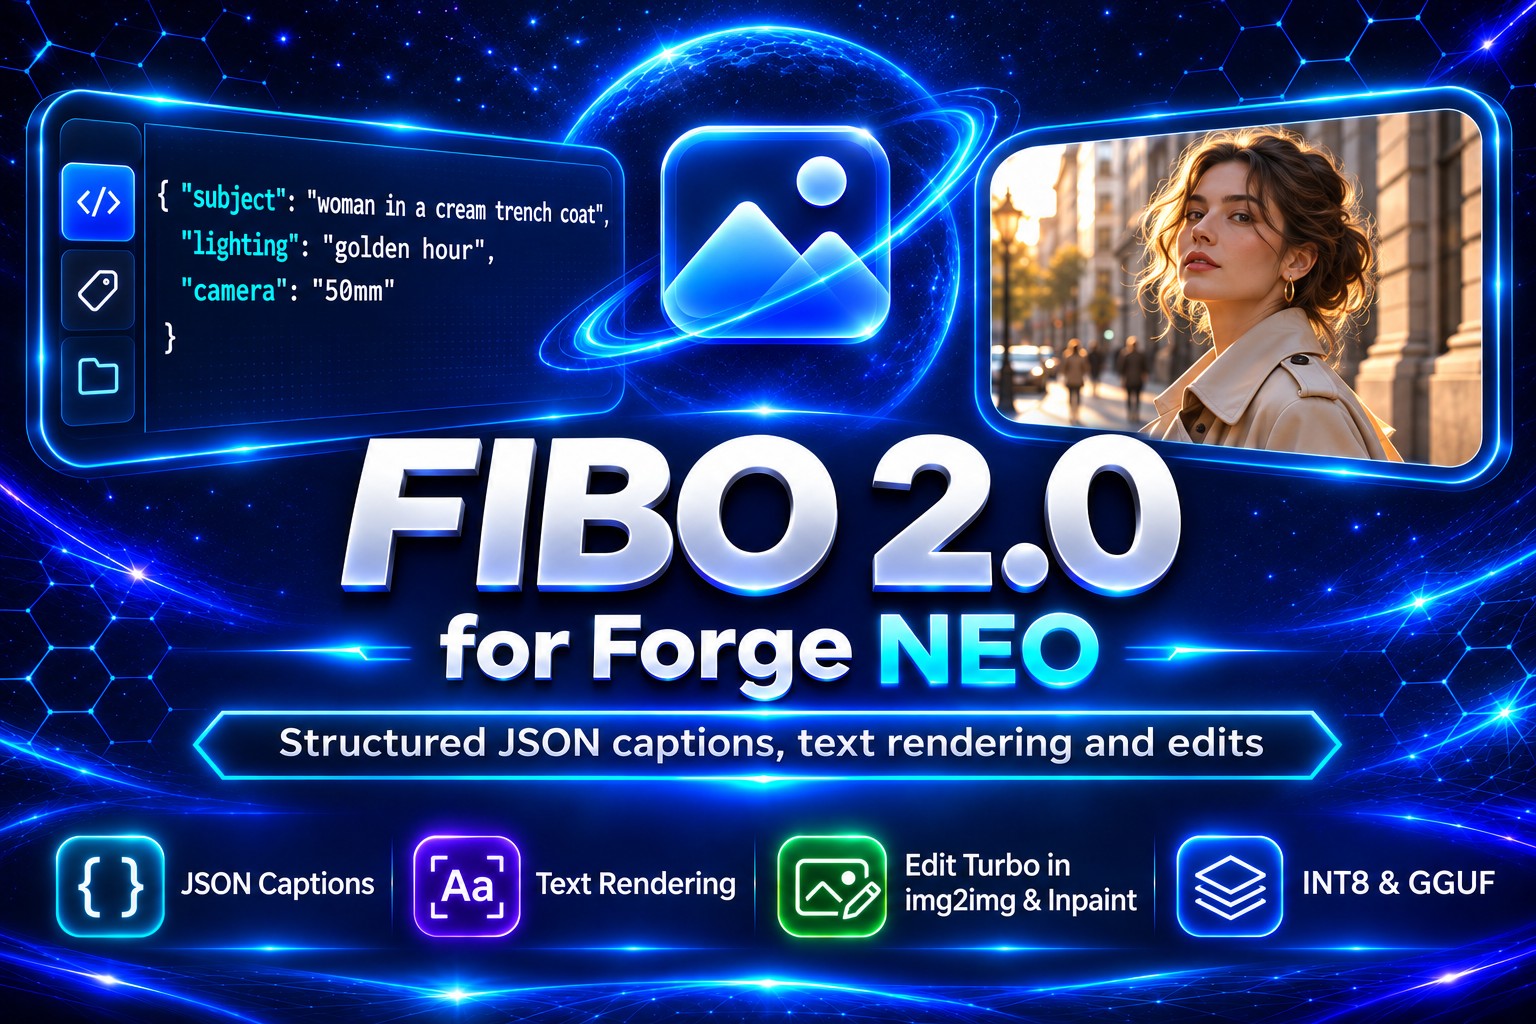 { "subject": "woman in a cream trench coat",
"lighting": "golden hour",
"camera": "50mm"
}
FIBO 2.0
for Forge NEO
Structured JSON captions, text rendering and edits
{ } JSON Captions
Aa Text Rendering
Edit Turbo in
img2img & Inpaint
INT8 & GGUF